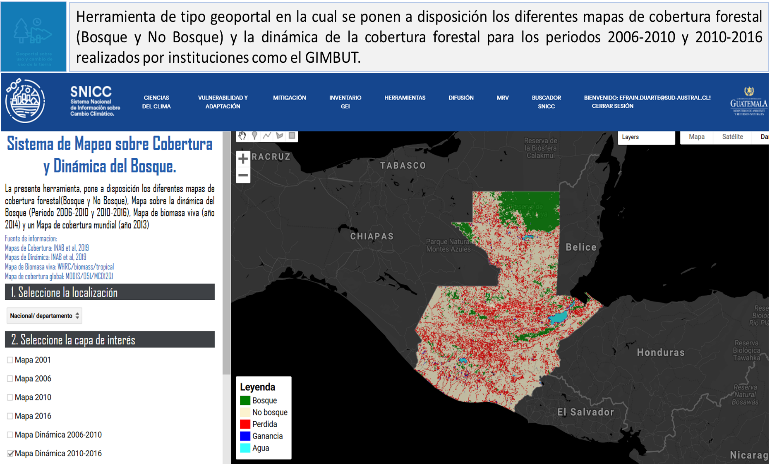 Herramienta de tipo geoportal en la cual se ponen a disposición los diferentes mapas de cobertura forestal
(Bosque y No Bosque) y la dinámica de la cobertura forestal para los periodos 2006-2010 y 2010-2016
realizados por instituciones como el GIMBUT.
SNICC
Sistema Nacional
de Información sobre
Cambio Climático.
CIENCIAS
DEL CLIMA
VULNERABILIDAD Y
ADAPTACIÓN
MITIGACIÓN
INVENTARIO
GEI
HERRAMIENTAS
DIFUSIÓN
MRV
BUSCADOR
SNICC
BIENVENIDO: EFRAIN.DUARTE@SUD-AUSTRAL.CL!
CERRAR SESIÓN
GUATEMALA
Sistema de Mapeo sobre Cobertura
y Dinámica del Bosque.
La presente herramienta, pone a disposición los diferentes mapas de
cobertura forestal(Bosque y No Bosque), Mapa sobre la dinámica del
Bosque (Periodo 2006-2010 y 2010-2016), Mapa de biomasa viva (año
2014) y un Mapa de cobertura mundial (año 2013)
Fuente de informacion:
Mapas de Cobertura: INAB et al, 2019
Mapas de Dinámica: INAB et al, 2019
Mapa de Biomasa viva: WHRC/biomass/tropical
Mapa de cobertura global: MODIS/051/MCD12Q1
1. Seleccione la localización
Nacional/ departamento
2. Seleccione la capa de interés
Mapa 2001
Mapa 2006
Mapa 2010
Mapa 2016
Mapa Dinámica 2006-2010
Mapa Dinámica 2010-2016
Layers
Mapa
Satélite
Da
RACRUZ
TABASCO
Reserva de
la Biosfera
Calakmul
CHIAPAS
Parque Natural
Montes Azules
Belice
Honduras
Reserva
Biológica
Tawahka
Reserva
Natural
Bosawas
El Salvador
Nicarag
Leyenda
Bosque
No bosque
Perdida
Ganancia
Agua